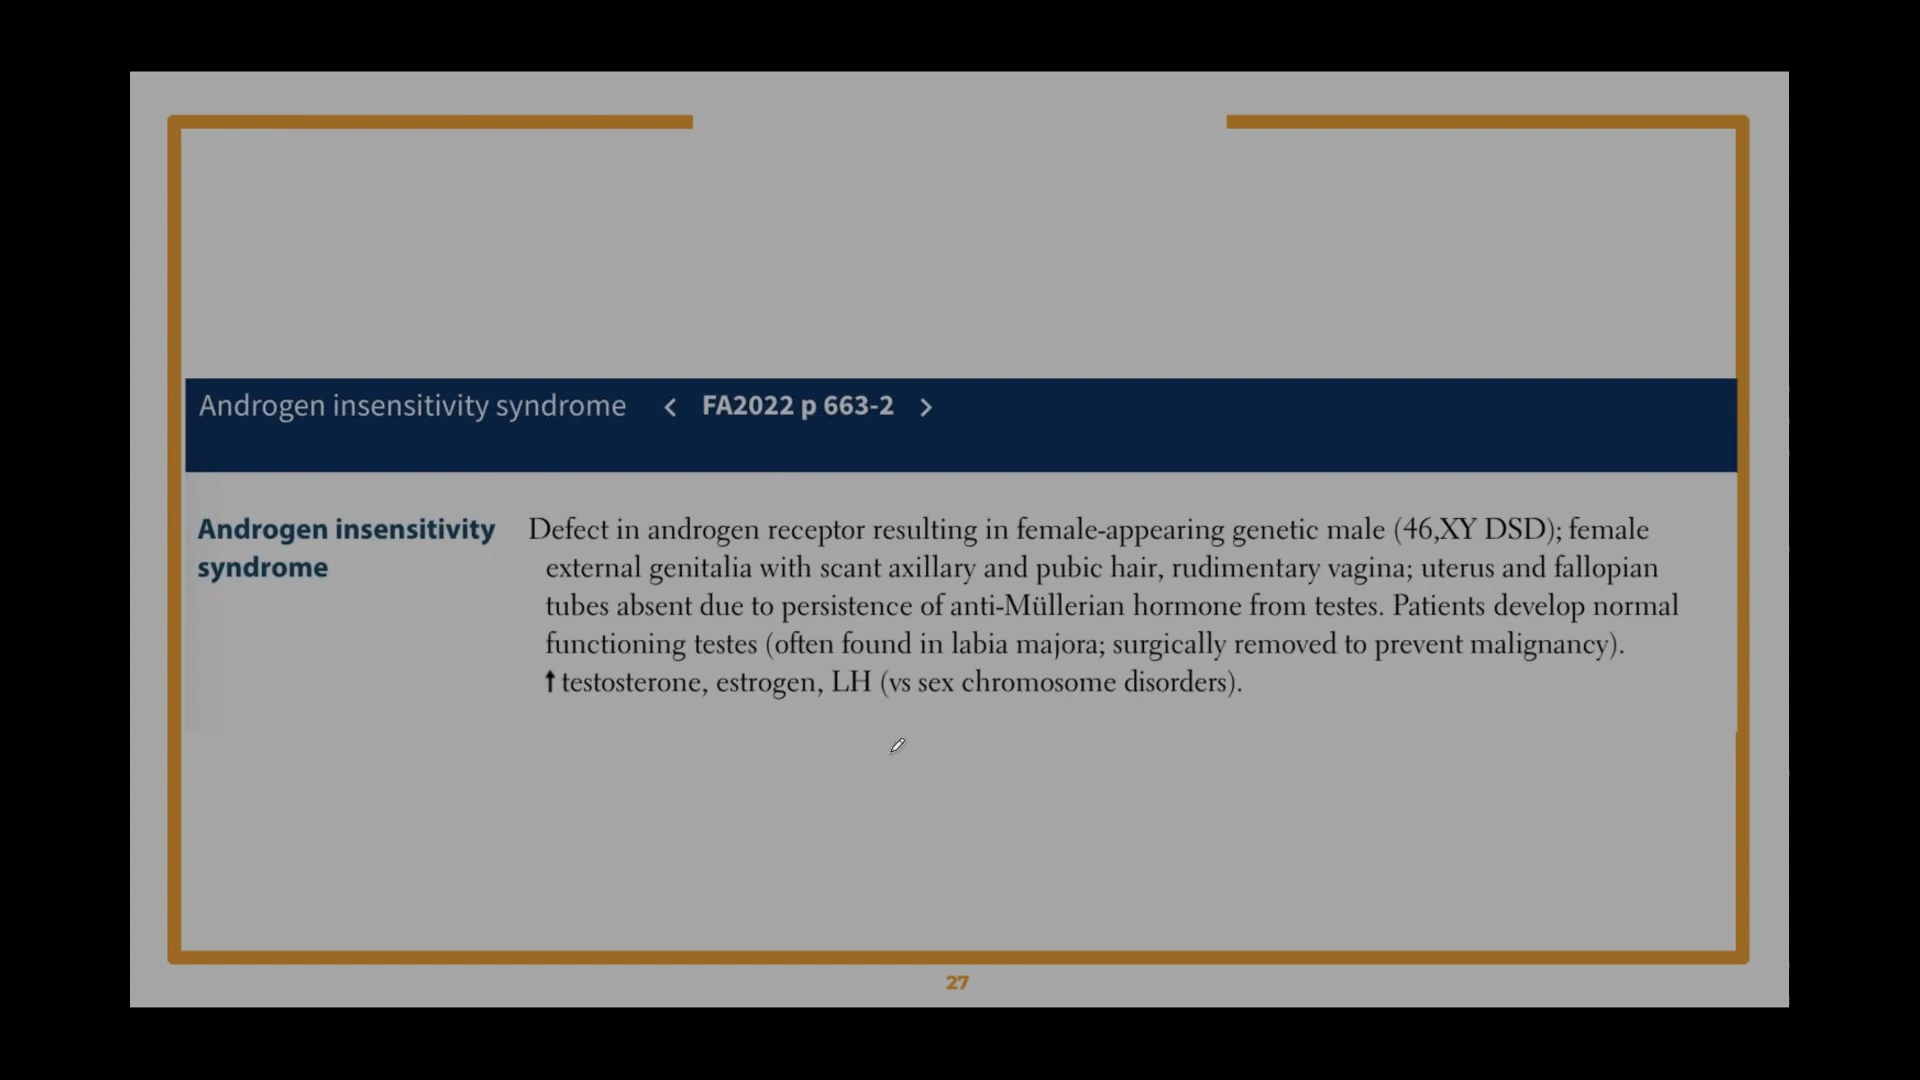 Androgen insensitivity syndrome < FA2022 p 663-2 >
Androgen insensitivity
syndrome
Defect in androgen receptor resulting in female-appearing genetic male (46,XY DSD); female
external genitalia with scant axillary and pubic hair, rudimentary vagina; uterus and fallopian
tubes absent due to persistence of anti-Müllerian hormone from testes. Patients develop normal
functioning testes (often found in labia majora; surgically removed to prevent malignancy).
↑ testosterone, estrogen, LH (vs sex chromosome disorders).
27